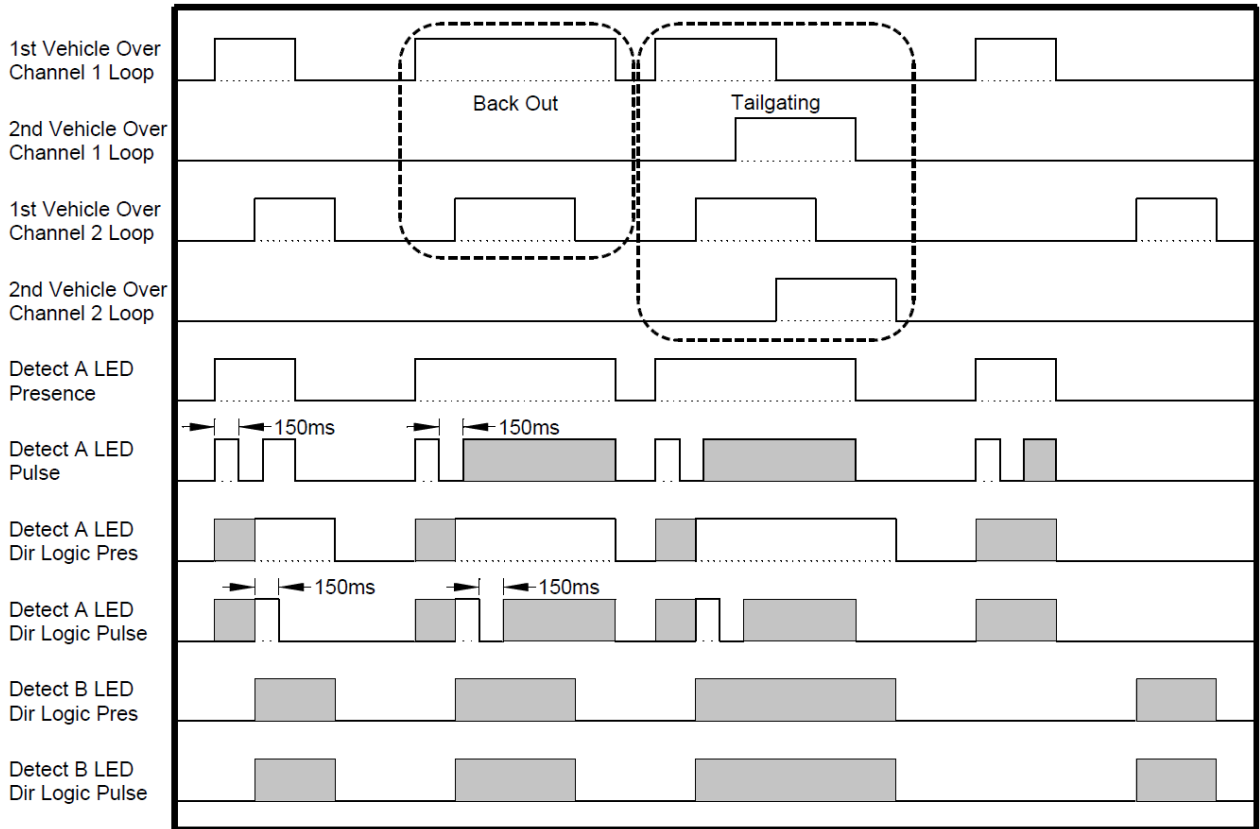 1st Vehicle Over
Channel 1 Loop
Back Out
Tailgating
2nd Vehicle Over
Channel 1 Loop
1st Vehicle Over
Channel 2 Loop
2nd Vehicle Over
Channel 2 Loop
Detect A LED
Presence
150ms
150ms
Detect A LED
Pulse
Detect A LED
Dir Logic Pres
150ms
150ms
Detect A LED
Dir Logic Pulse
Detect B LED
Dir Logic Pres
Detect B LED
Dir Logic Pulse